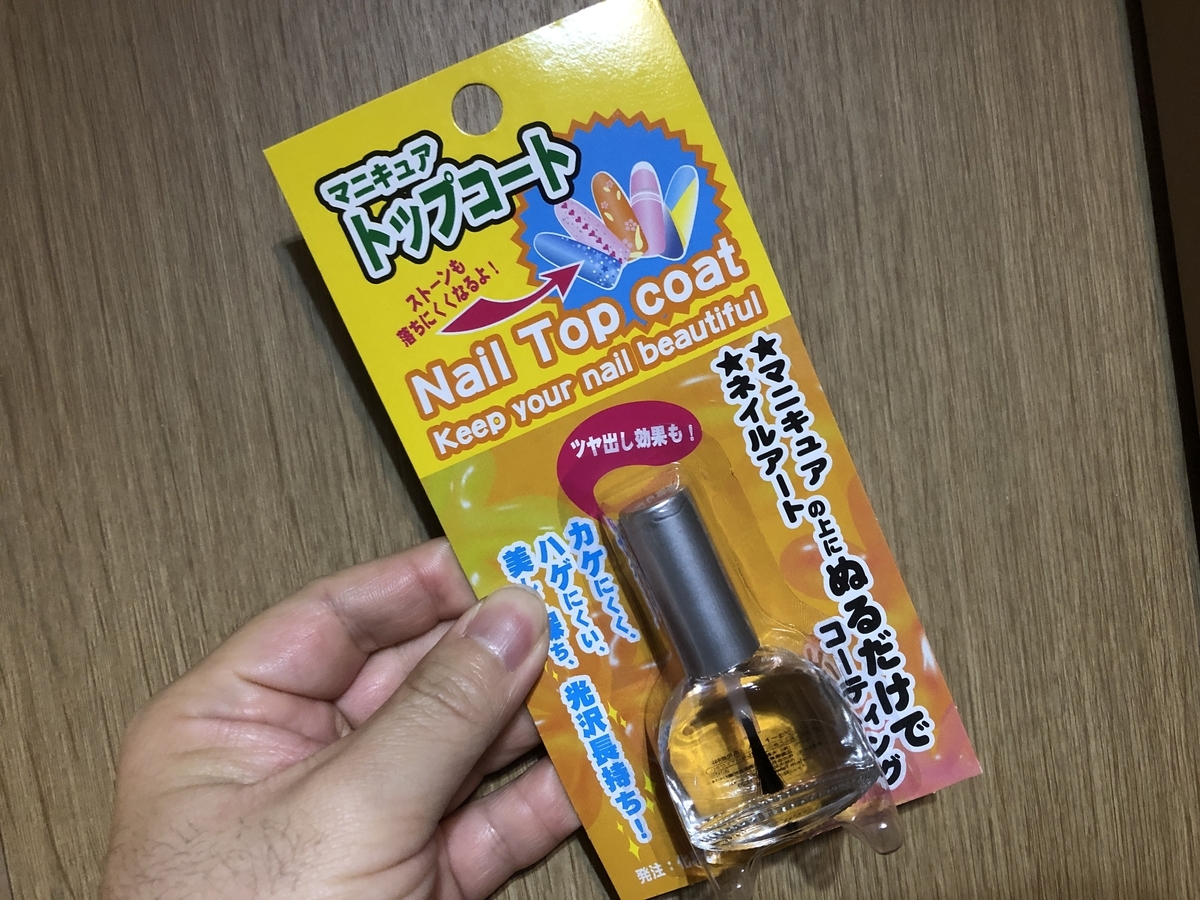 マニキュア
トップコート
ストーンも
落ちにくくなるよ！
Nail Top coat
Keep your nail beautiful
★マニキュア
★ネイルアート
の上に
ぬるだけで
コーティング
ツヤ出し効果も！
カケにくく、
ハゲにくい、
美
ち、
光沢長持ち！
発注：